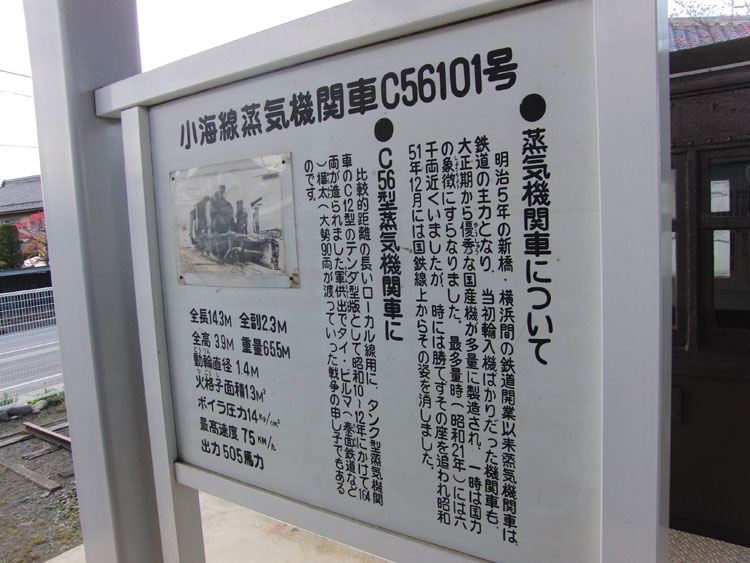 小海線蒸気機関車C56101号
●蒸気機関車について
明治5年の新橋・横浜間の鉄道開業以来蒸気機関車は、
鉄道の主力となり、当初輸入機ばかりだった機関車も、
大正期から優秀な国産機が多量に製造され、一時は国力
の象徴にすらなりました。最多量時(昭和21年)には六
千両近くいましたが、時には勝てずその座を追われ昭和
51年12月には国鉄線上からその姿を消しました。
●C56型蒸気機関車に
比較的距離の長いローカル線用に、タンク型蒸気機関
車のC12型のテンダ型版として昭和10〜12年にかけて164
両が造られました軍供出でタイ・ビルマ(泰面鉄道など
)樺太(大勢90両が渡っていった戦争の申し子でもある
のです。
全長14.3M 全副2.3M
全高 3.9M 重量65.5M
動輪直径 1.4M
火格子面積1.3M²
ボイラ圧力14kg/cm²
最高速度 75 KM/h
出力 505馬力